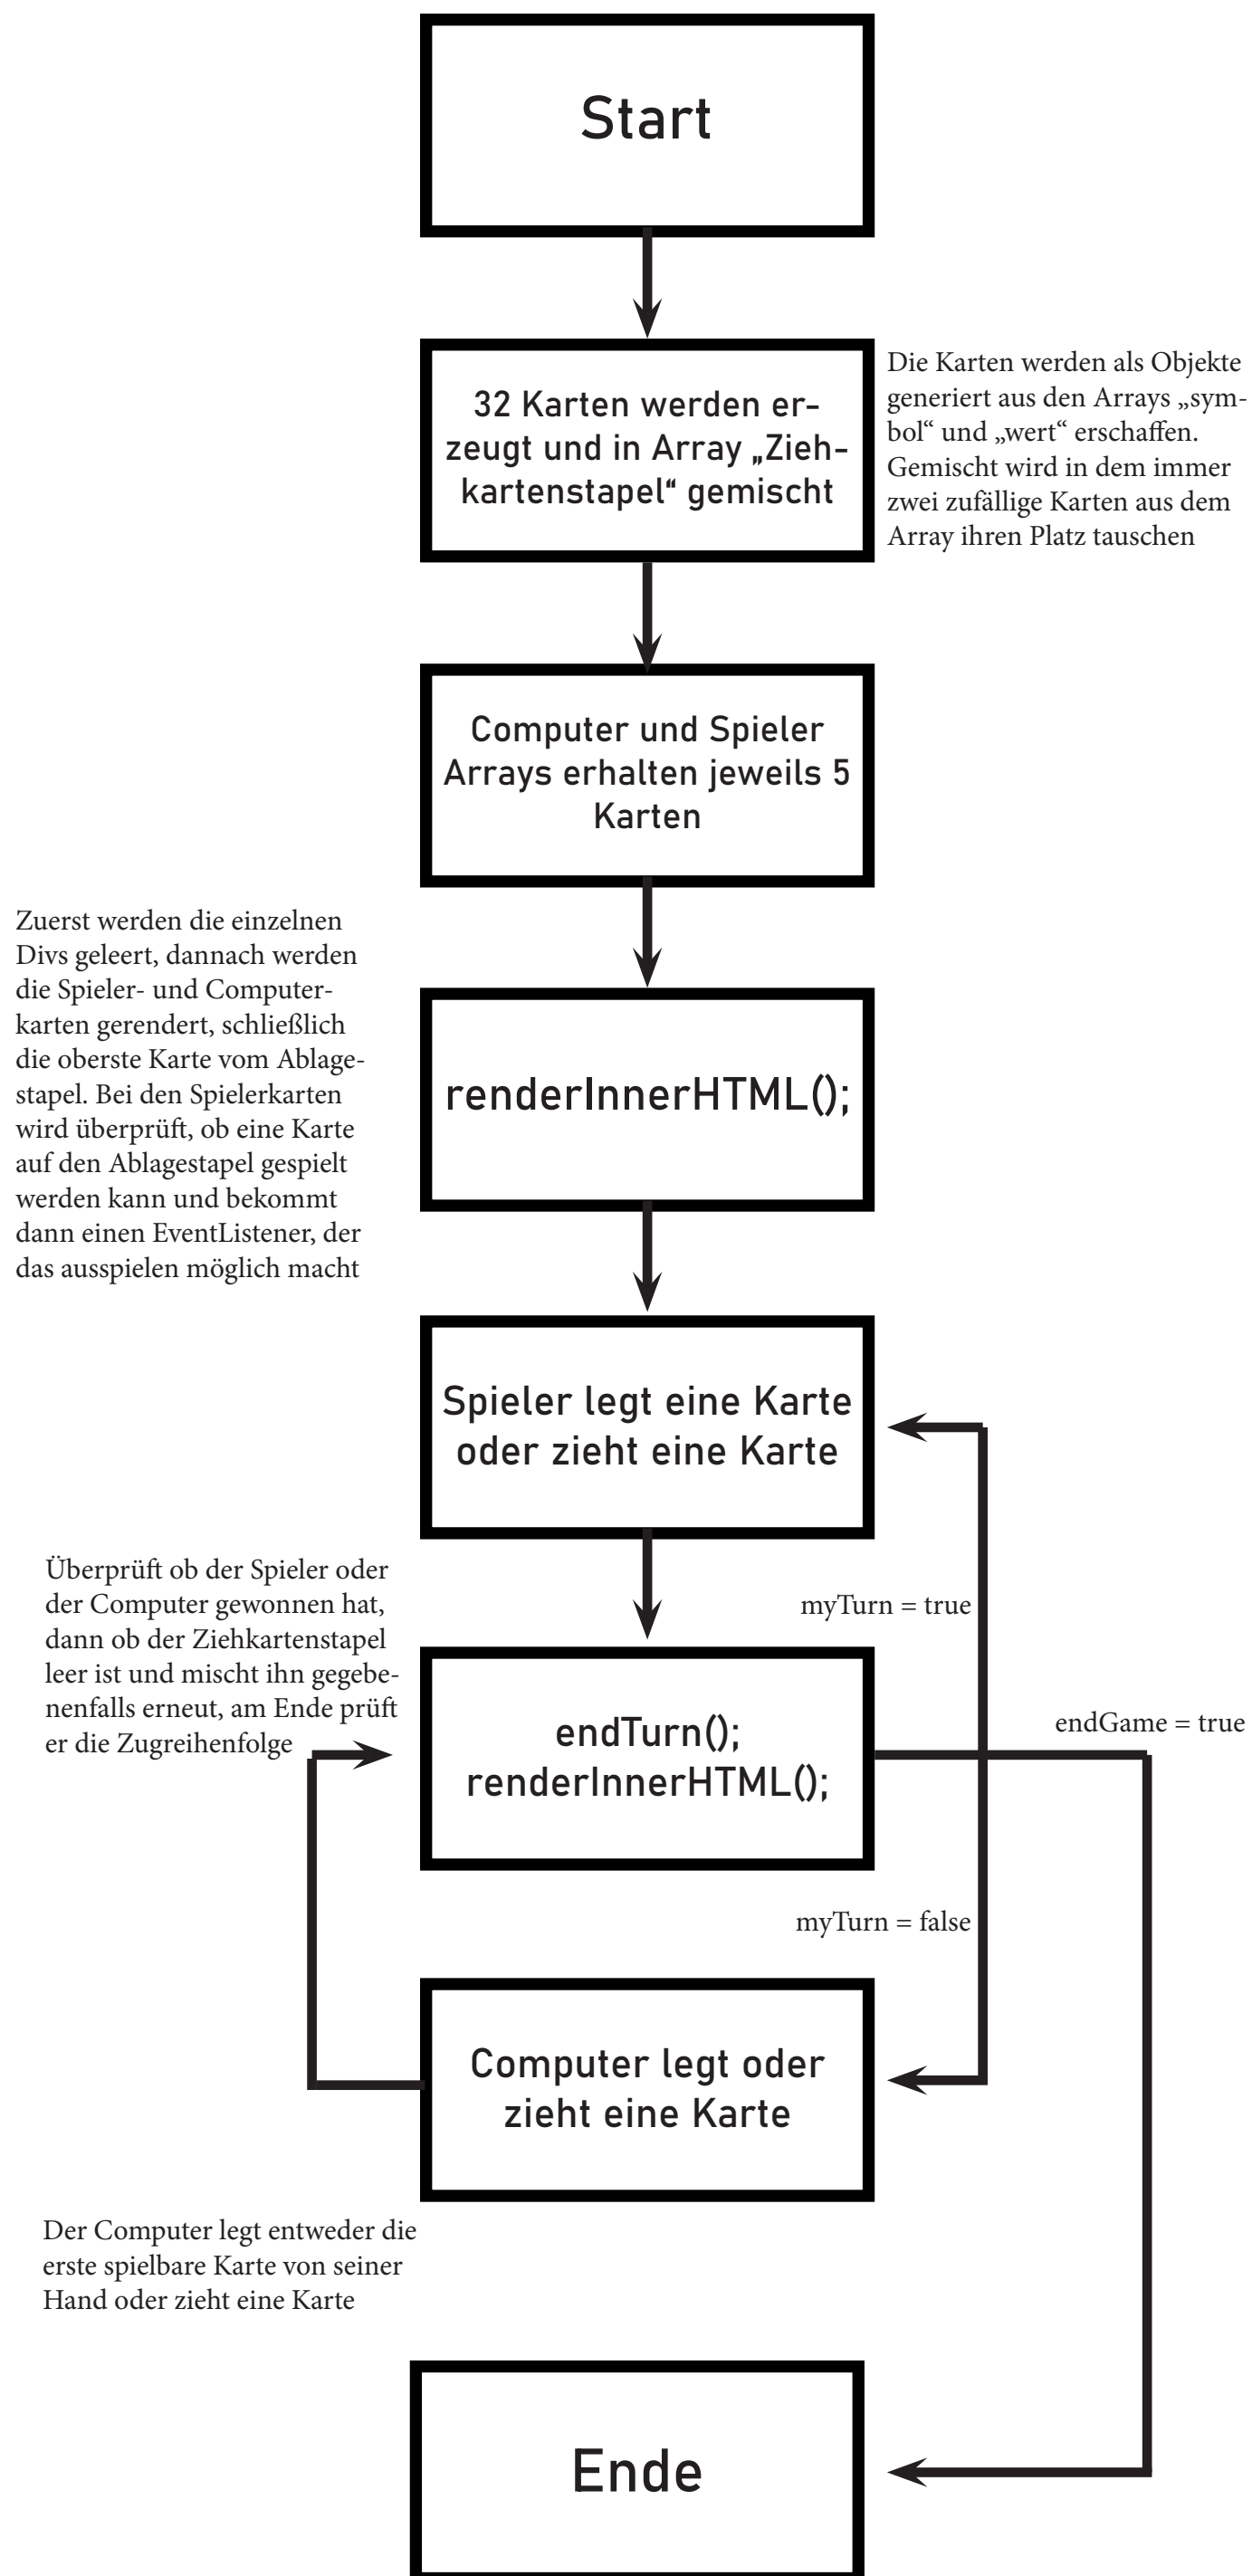 Start
32 Karten werden er-
zeugt und in Array „Zieh-
kartenstapel“ gemischt
Die Karten werden als Objekte
generiert aus den Arrays „sym-
bol“ und „wert“ erschaffen.
Gemischt wird in dem immer
zwei zufällige Karten aus dem
Array ihren Platz tauschen
Computer und Spieler
Arrays erhalten jeweils 5
Karten
Zuerst werden die einzelnen
Divs geleert, dannach werden
die Spieler- und Computer-
karten gerendert, schließlich
die oberste Karte vom Ablage-
stapel. Bei den Spielerkarten
wird überprüft, ob eine Karte
auf den Ablagestapel gespielt
werden kann und bekommt
dann einen EventListener, der
das ausspielen möglich macht
renderInnerHTML();
Spieler legt eine Karte
oder zieht eine Karte
Überprüft ob der Spieler oder
der Computer gewonnen hat,
dann ob der Ziehkartenstapel
leer ist und mischt ihn gegebe-
nenfalls erneut, am Ende prüft
er die Zugreihenfolge
myTurn = true
endTurn();
renderInnerHTML();
endGame = true
myTurn = false
Computer legt oder
zieht eine Karte
Der Computer legt entweder die
erste spielbare Karte von seiner
Hand oder zieht eine Karte
Ende